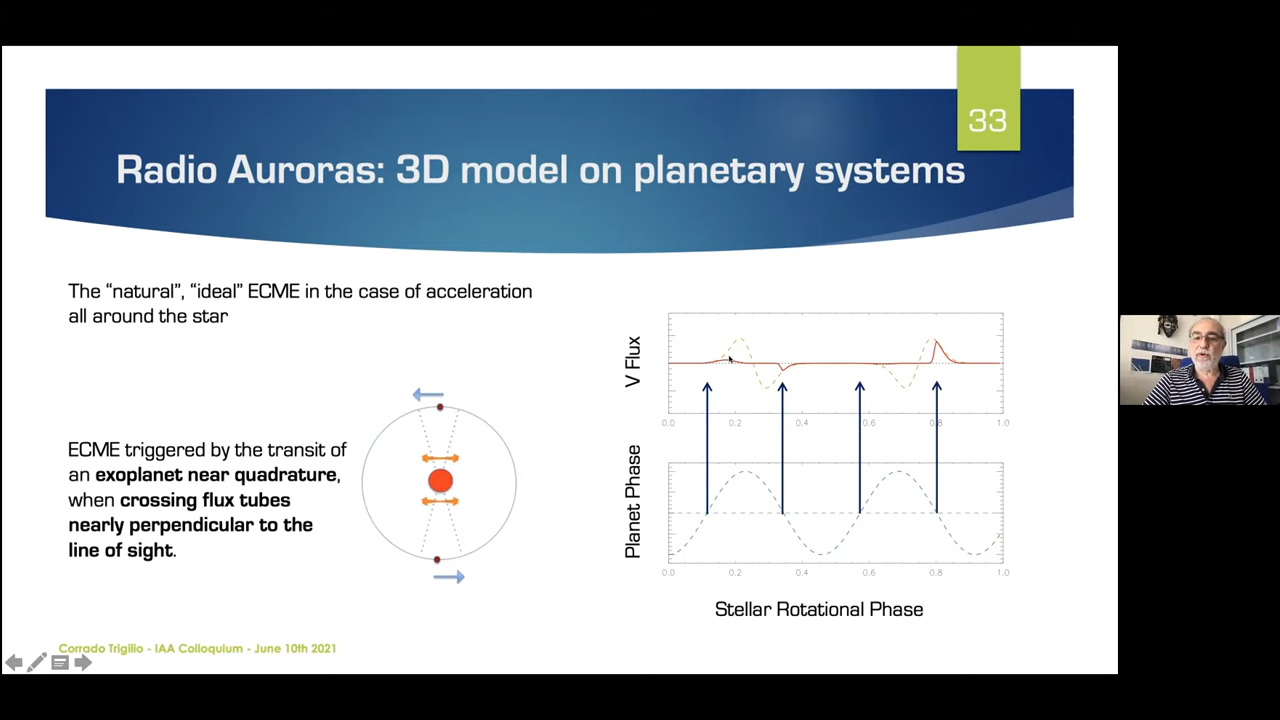 33
Radio Auroras: 3D model on planetary systems
The “natural”, “ideal” ECME in the case of acceleration
all around the star
ECME triggered by the transit of
an exoplanet near quadrature,
when crossing flux tubes
nearly perpendicular to the
line of sight.
V Flux
0.0 0.2 0.4 0.6 0.8 1.0
Planet Phase
0.0 0.2 0.4 0.6 0.8 1.0
Stellar Rotational Phase
Corrado Trigilio - IAA Colloquium - June 10th 2021